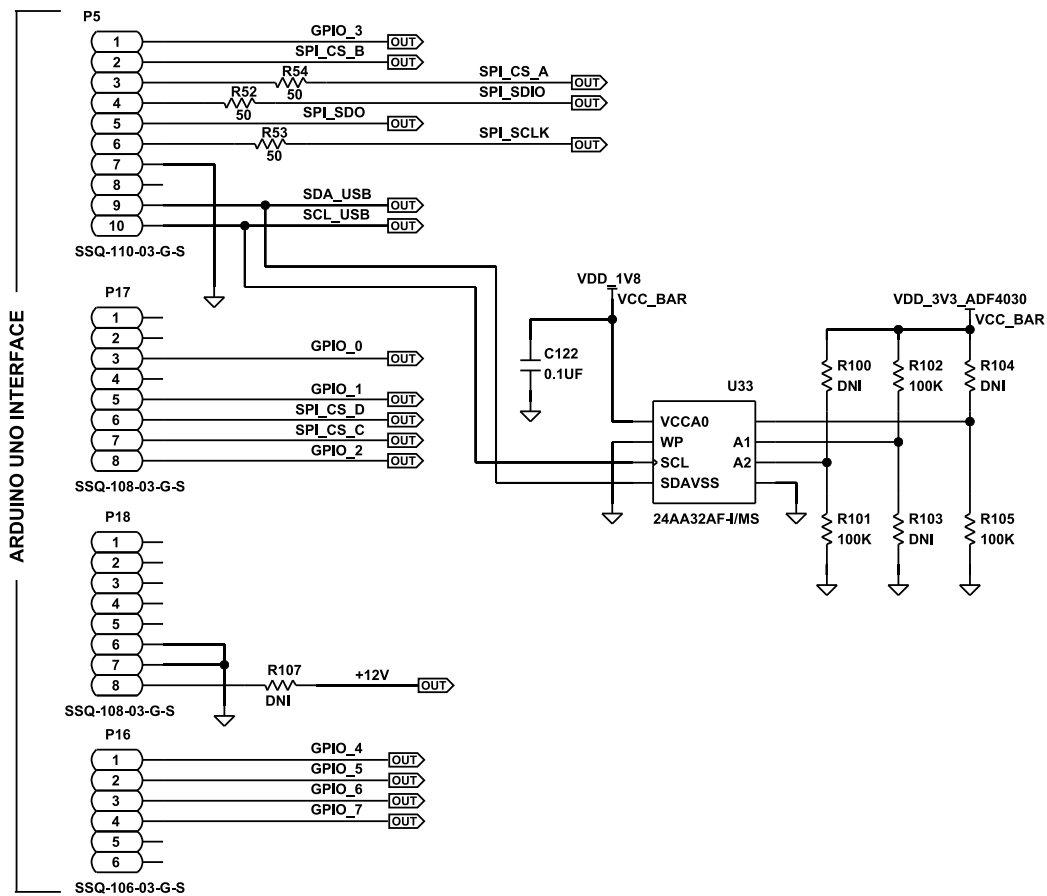 ARDUINO UNO INTERFACE
P5
1 GPIO_3 OUT
2 SPI_CS_B OUT
3 R54 50 SPI_CS_A OUT
4 R52 50 SPI_SDIO OUT
5 SPI_SDO OUT
6 R53 50 SPI_SCLK OUT
7
8
9 SDA_USB OUT
10 SCL_USB OUT
SSQ-110-03-G-S
P17
1
2
3 GPIO_0 OUT
4
5 GPIO_1 OUT
6 SPI_CS_D OUT
7 SPI_CS_C OUT
8 GPIO_2 OUT
SSQ-108-03-G-S
P18
1
2
3
4
5
6
7
8 R107 DNI +12V OUT
SSQ-108-03-G-S
P16
1 GPIO_4 OUT
2 GPIO_5 OUT
3 GPIO_6 OUT
4 GPIO_7 OUT
5
6
SSQ-106-03-G-S
VDD_1V8
VCC_BAR
C122
0.1UF
U33
VCCA0
WP A1
SCL A2
SDAVSS
24AA32AF-I/MS
VDD_3V3_ADF4030
VCC_BAR
R100 R102 R104
DNI 100K DNI
R101 R103 R105
100K DNI 100K